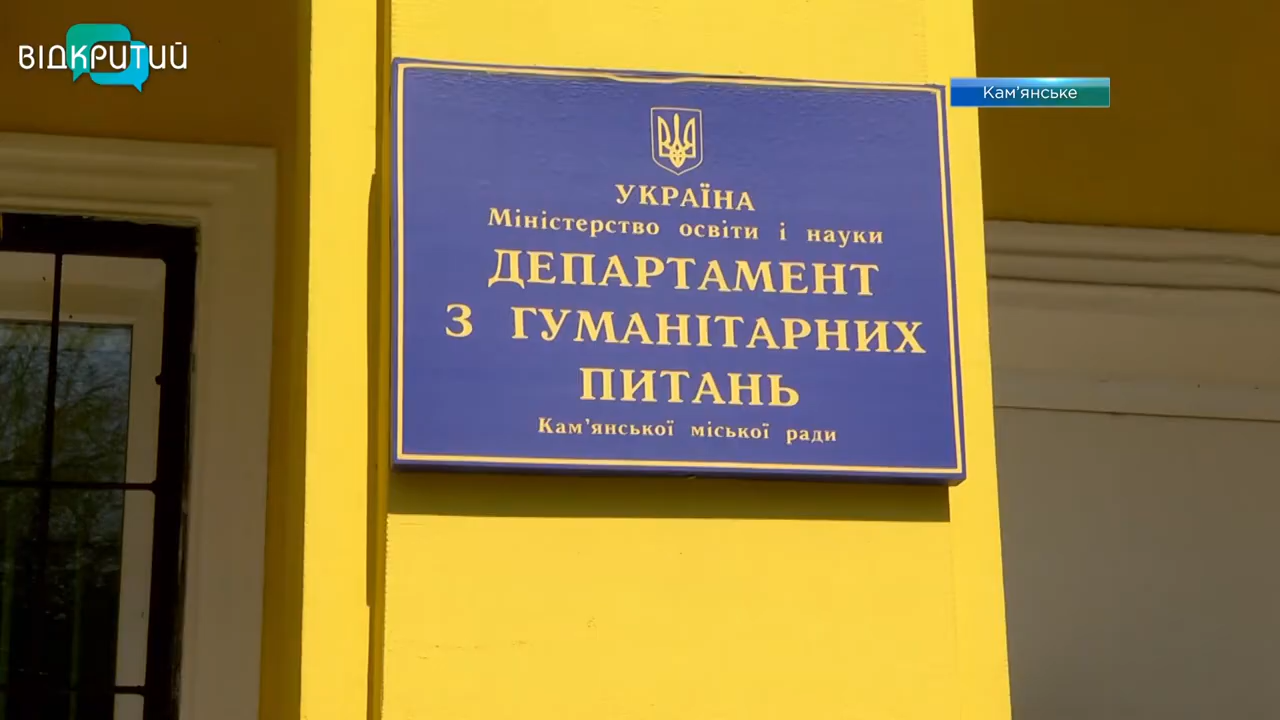 ВІДКРИТИЙ
Кам'янське
УКРАЇНА
Міністерство освіти і науки
ДЕПАРТАМЕНТ
З ГУМАНІТАРНИХ
ПИТАНЬ
Кам'янської міської ради